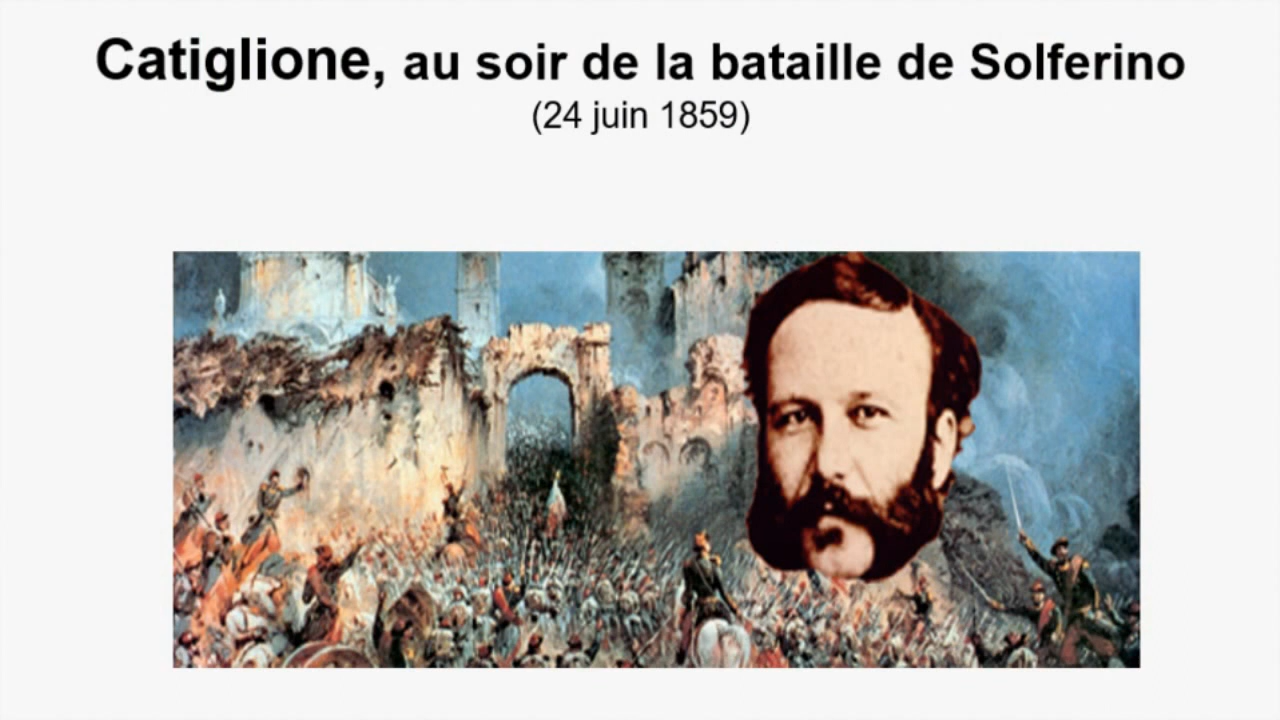 Catiglione, au soir de la bataille de Solferino
(24 juin 1859)